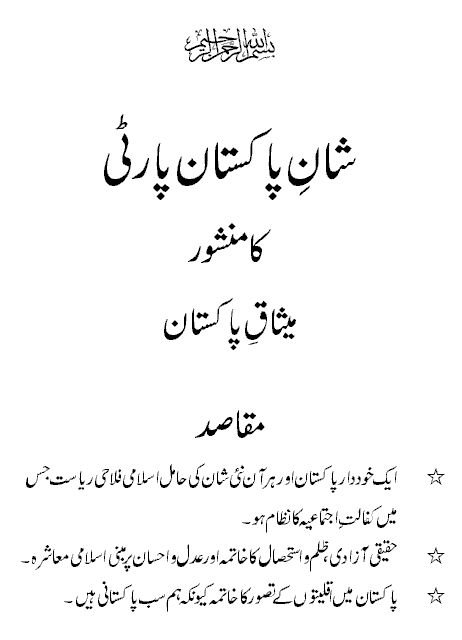 بسم اللہ الرحمن الرحیم
شانِ پاکستان پارٹی
کا منشور
میثاقِ پاکستان
مقاصد
☆ ایک خوددار پاکستان اور ہر آن نئی شان کی حامل اسلامی فلاحی ریاست جس
میں کفالتِ اجتماعیہ کا نظام ہو۔
☆ حقیقی آزادی، ظلم و استحصال کا خاتمہ اور عدل و احسان پر مبنی اسلامی معاشرہ۔
☆ پاکستان میں اقلیتوں کے تصور کا خاتمہ کیونکہ ہم سب پاکستانی ہیں۔